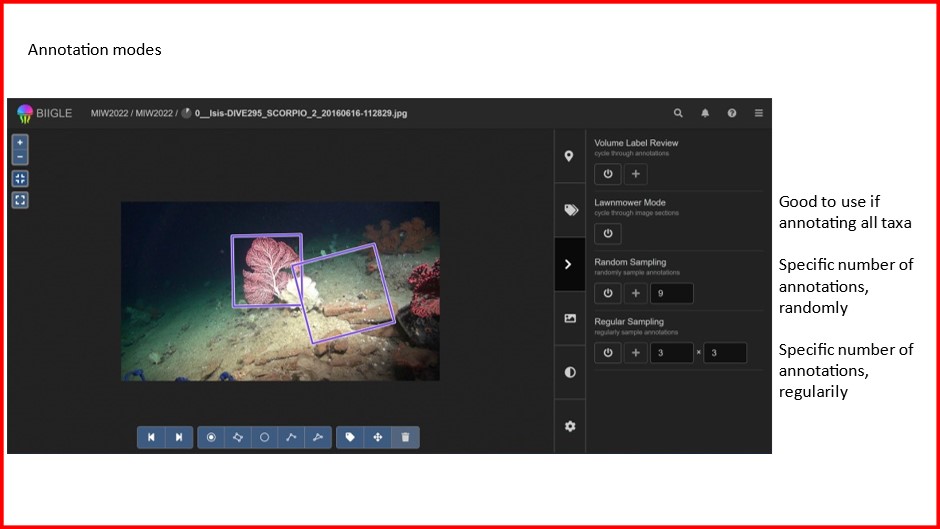 Annotation modes
BIIGLE
MIW2022 / MIW2022 / 0__Isis-DIVE295_SCORPIO_2_20160616-112829.jpg
Volume Label Review
cycle through annotations
Lawnmower Mode
cycle through image sections
Random Sampling
randomly sample annotations
9
Regular Sampling
regularly sample annotations
3 * 3
Good to use if
annotating all taxa
Specific number of
annotations,
randomly
Specific number of
annotations,
regularily